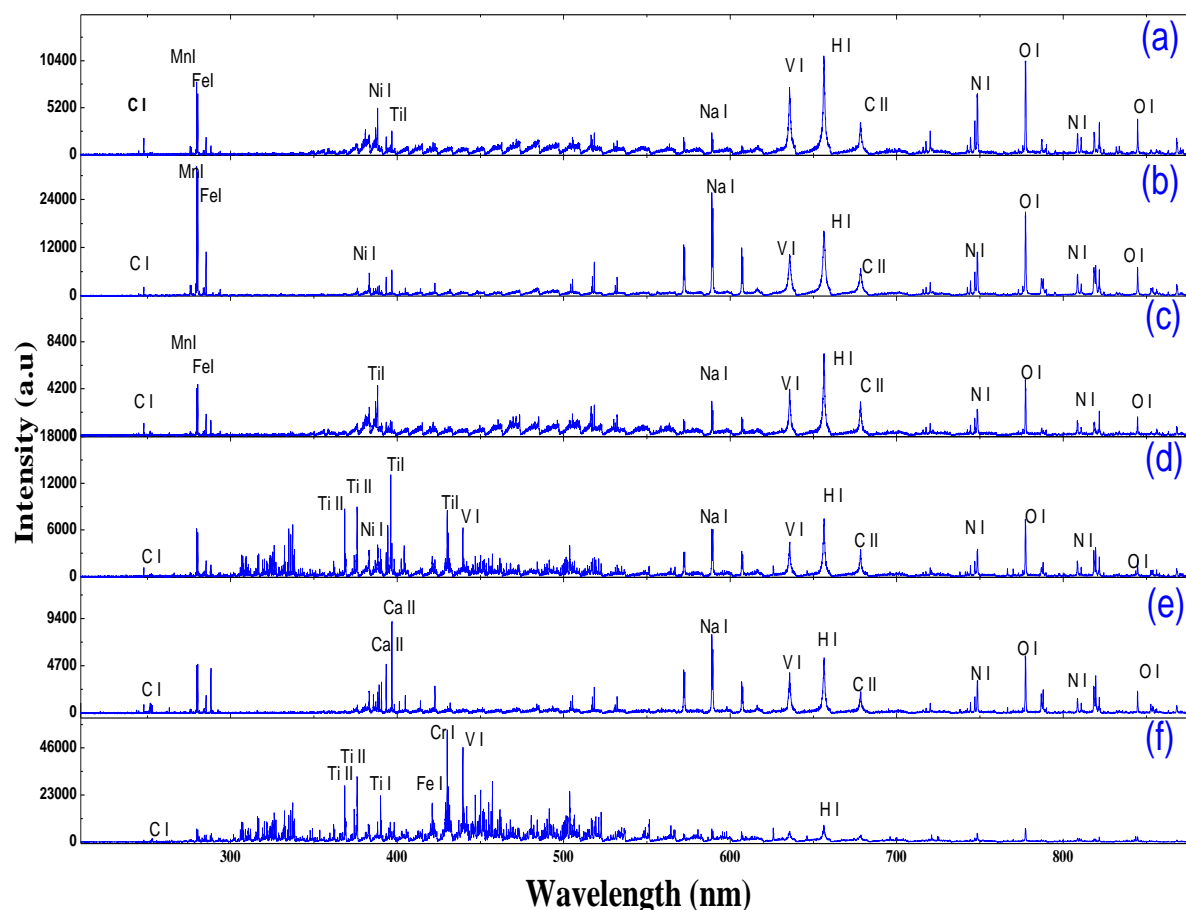 (a)
10400
5200
0
MnI
FeI
C I
Ni I
TiI
Na I
V I
H I
C II
N I
O I
N I
O I
(b)
24000
12000
0
MnI
FeI
C I
Ni I
Na I
V I
H I
C II
N I
O I
N I
O I
(c)
8400
4200
18000
MnI
FeI
C I
TiI
Na I
V I
H I
C II
N I
O I
N I
O I
(d)
12000
6000
0
C I
Ti II
Ti II
Ni I
TiI
TiI
V I
Na I
V I
H I
C II
N I
O I
N I
O I
(e)
9400
4700
0
C I
Ca II
Ca II
Na I
V I
H I
C II
N I
O I
N I
O I
(f)
46000
23000
0
C I
Ti II
Ti II
Ti I
Fe I
Cr I
V I
H I
300 400 500 600 700 800
Intensity (a.u)
Wavelength (nm)